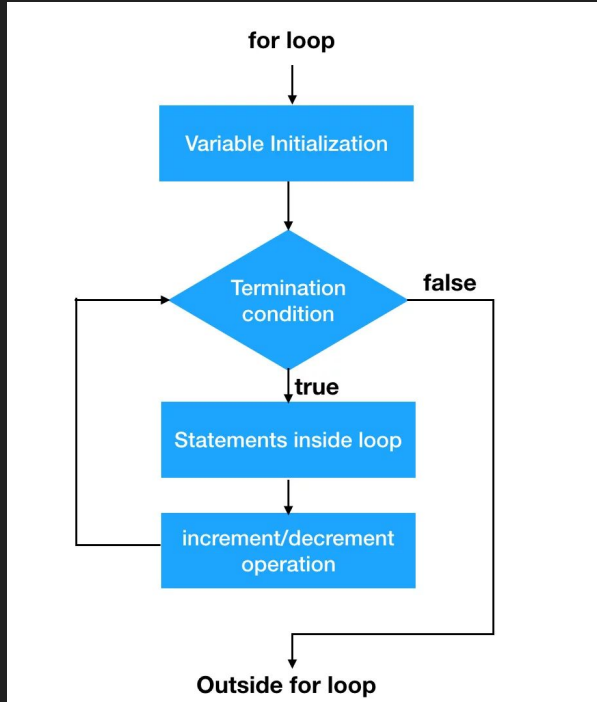 for loop
Variable Initialization
Termination
condition
false
true
Statements inside loop
increment/decrement
operation
Outside for loop